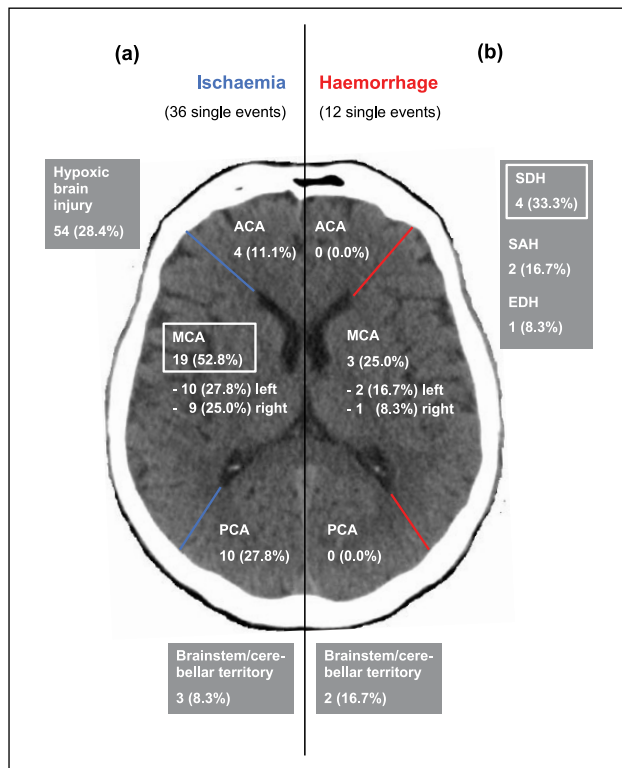 (a)
(b)
Ischaemia
Haemorrhage
(36 single events)
(12 single events)
Hypoxic
brain
injury
54 (28.4%)
SDH
4 (33.3%)
SAH
2 (16.7%)
EDH
1 (8.3%)
ACA
4 (11.1%)
ACA
0 (0.0%)
MCA
19 (52.8%)
- 10 (27.8%) left
- 9 (25.0%) right
MCA
3 (25.0%)
- 2 (16.7%) left
- 1 (8.3%) right
PCA
10 (27.8%)
PCA
0 (0.0%)
Brainstem/cere-
bellar territory
3 (8.3%)
Brainstem/cere-
bellar territory
2 (16.7%)